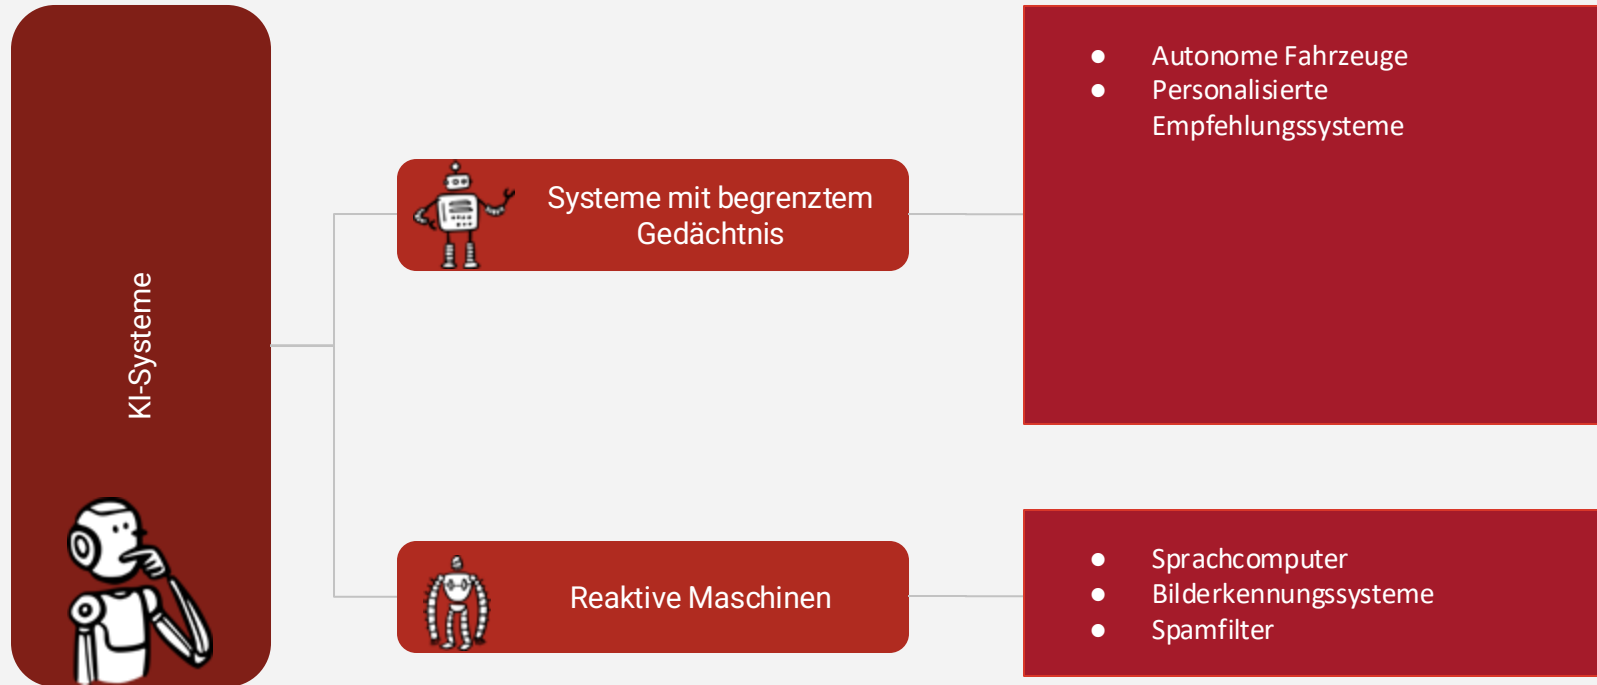 KI-Systeme
Systeme mit begrenztem
Gedächtnis
● Autonome Fahrzeuge
● Personalisierte
Empfehlungssysteme
Reaktive Maschinen
● Sprachcomputer
● Bilderkennungssysteme
● Spamfilter